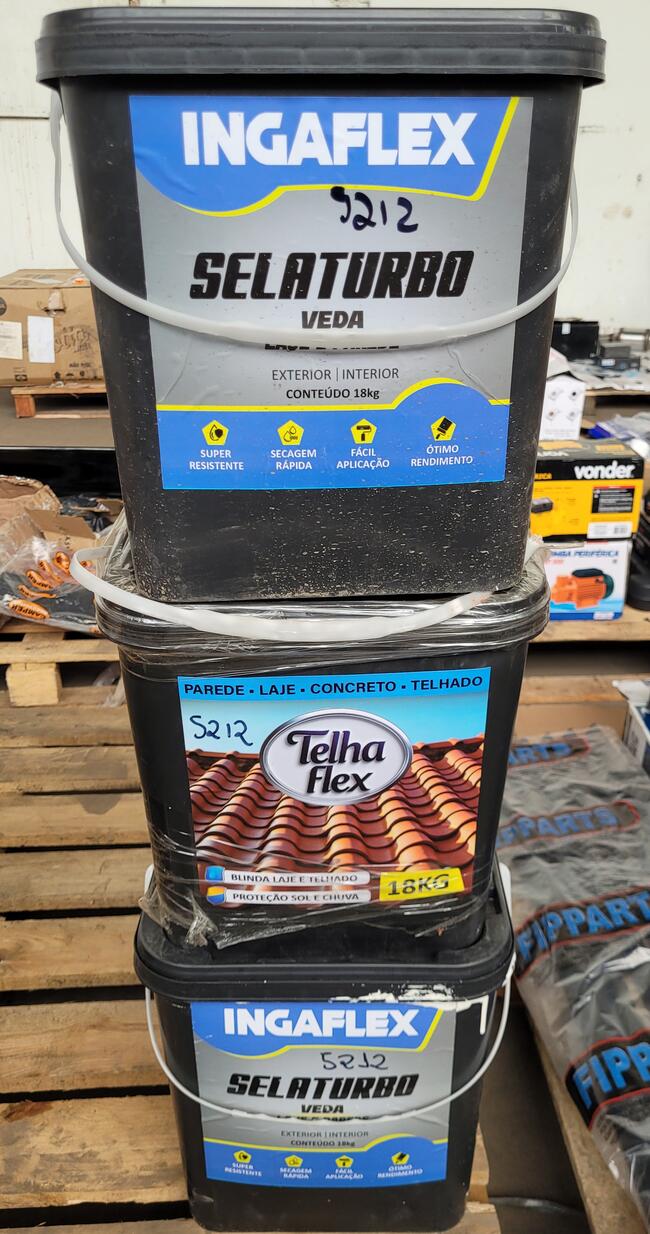 INGAFLEX
5212
SELATURBO
VEDA
EXTERIOR | INTERIOR
CONTEÚDO 18kg
SUPER RESISTENTE
SECAGEM RÁPIDA
FÁCIL APLICAÇÃO
ÓTIMO RENDIMENTO
vonder
BOMBA PERIFÉRICA
PAREDE • LAJE • CONCRETO • TELHADO
5212
Telha
Flex
BLINDA LAJE E TELHADO
PROTEÇÃO SOL E CHUVA
18KG
INGAFLEX
5212
SELATURBO
VEDA
EXTERIOR | INTERIOR
CONTEÚDO 18kg
SUPER RESISTENTE
SECAGEM RÁPIDA
FÁCIL APLICAÇÃO
ÓTIMO RENDIMENTO
FIPPARTS